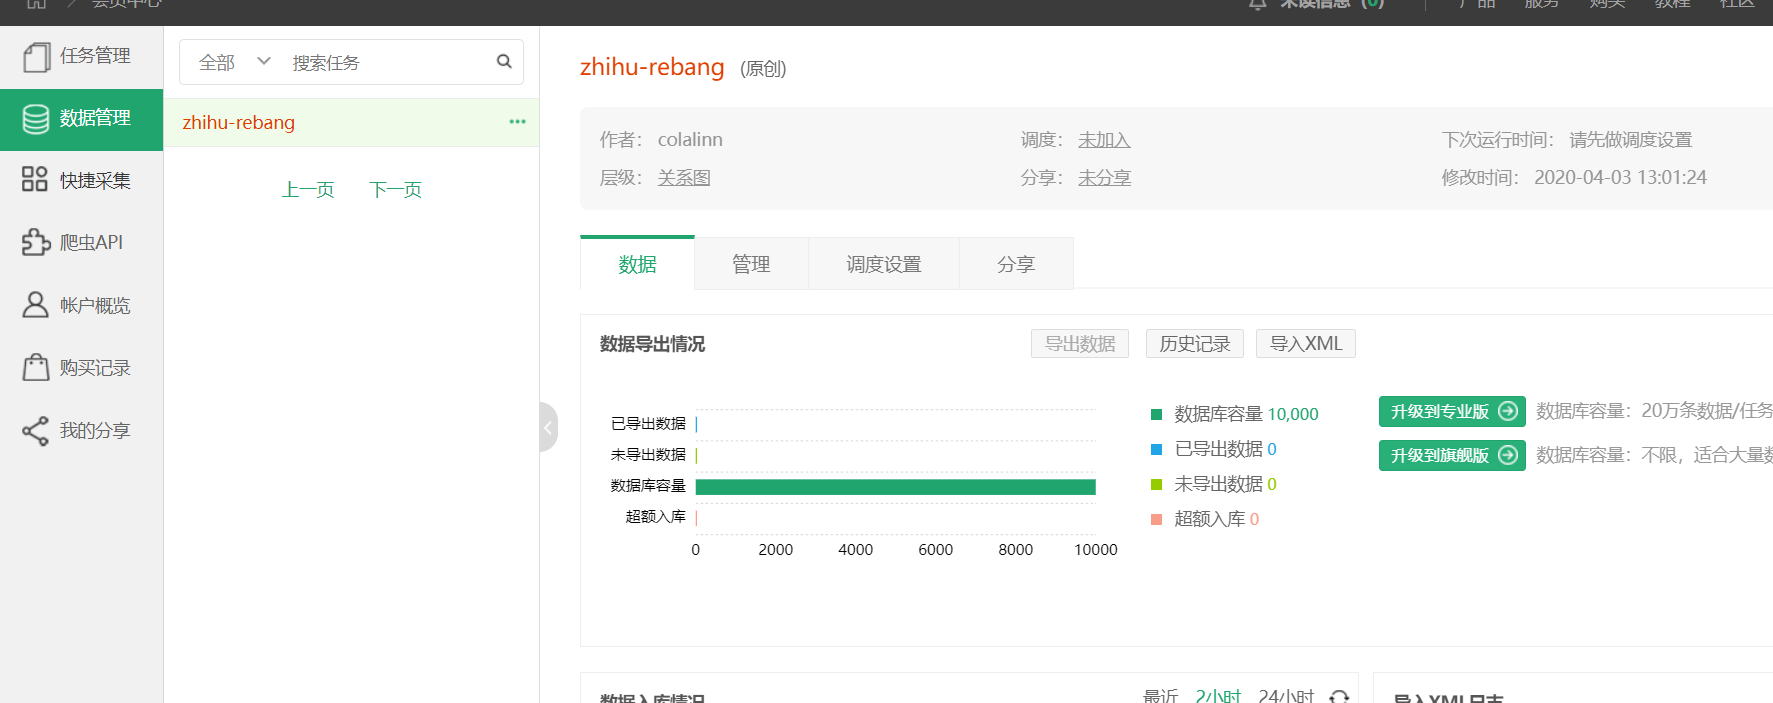 会员中心
未读信息 (0)
产品 服务 购买 教程 社区
任务管理
数据管理
快捷采集
爬虫API
帐户概览
购买记录
我的分享
全部 搜索任务
zhihu-rebang
上一页 下一页
zhihu-rebang (原创)
作者： colalinn 调度： 未加入 下次运行时间： 请先做调度设置
层级： 关系图 分享： 未分享 修改时间： 2020-04-03 13:01:24
数据 管理 调度设置 分享
数据导出情况 导出数据 历史记录 导入XML
已导出数据
未导出数据
数据库容量
超额入库
0 2000 4000 6000 8000 10000
数据库容量 10,000
已导出数据 0
未导出数据 0
超额入库 0
升级到专业版 数据库容量：20万条数据/任务
升级到旗舰版 数据库容量：不限，适合大量数
数据入库情况 最近 2小时 24小时
导入XML日志